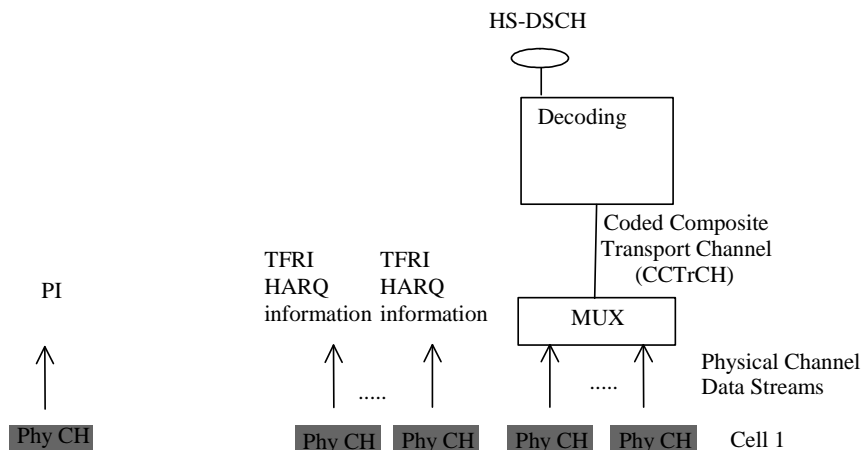 HS-DSCH
Decoding
Coded Composite
Transport Channel
(CCTrCH)
TFRI
HARQ
information
TFRI
HARQ
information
PI
MUX
Physical Channel
Data Streams
.....
.....
Phy CH
Phy CH
Phy CH
Phy CH
Phy CH
Cell 1